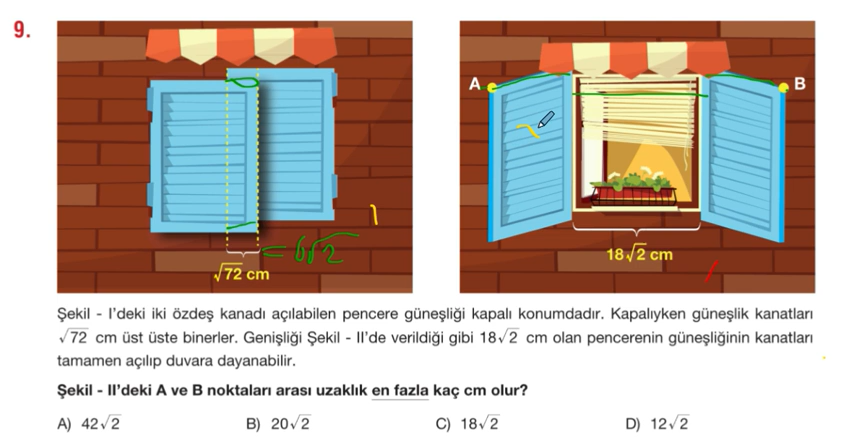 9.
A
B
= 6√2
√72 cm
18√2 cm
Şekil - I'deki iki özdeş kanadı açılabilen pencere güneşliği kapalı konumdadır. Kapalıyken güneşlik kanatları
√72 cm üst üste binerler. Genişliği Şekil - II'de verildiği gibi 18√2 cm olan pencerenin güneşliğinin kanatları
tamamen açılıp duvara dayanabilir.
Şekil - II'deki A ve B noktaları arası uzaklık en fazla kaç cm olur?
A) 42√2 B) 20√2 C) 18√2 D) 12√2